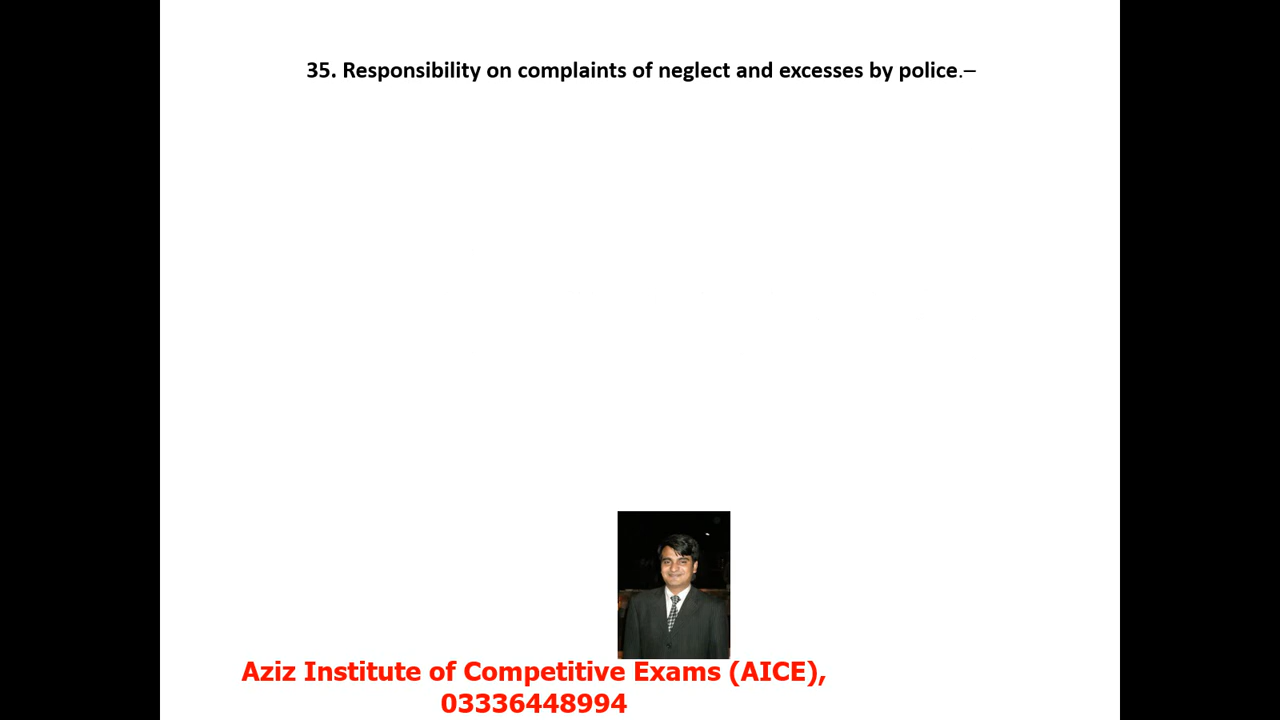 35. Responsibility on complaints of neglect and excesses by police.–
Aziz Institute of Competitive Exams (AICE),
03336448994